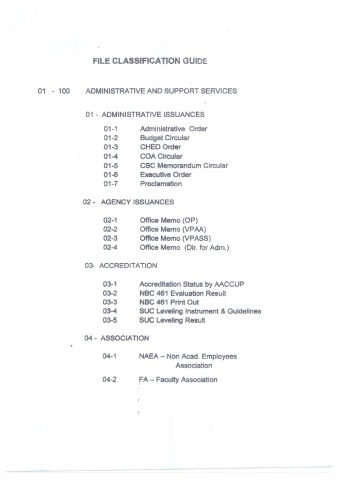 FILE CLASSIFICATION GUIDE
01 - 100 ADMINISTRATIVE AND SUPPORT SERVICES
01 - ADMINISTRATIVE ISSUANCES
01-1 Administrative Order
01-2 Budget Circular
01-3 CHED Order
01-4 COA Circular
01-5 CSC Memorandum Circular
01-6 Executive Order
01-7 Proclamation
02 - AGENCY ISSUANCES
02-1 Office Memo (OP)
02-2 Office Memo (VPAA)
02-3 Office Memo (VPASS)
02-4 Office Memo (Dir. for Adm.)
03- ACCREDITATION
03-1 Accreditation Status by AACCUP
03-2 NBC 461 Evaluation Result
03-3 NBC 461 Print Out
03-4 SUC Leveling Instrument & Guidelines
03-5 SUC Leveling Result
04 - ASSOCIATION
04-1 NAEA – Non Acad. Employees
Association
04-2 FA – Faculty Association